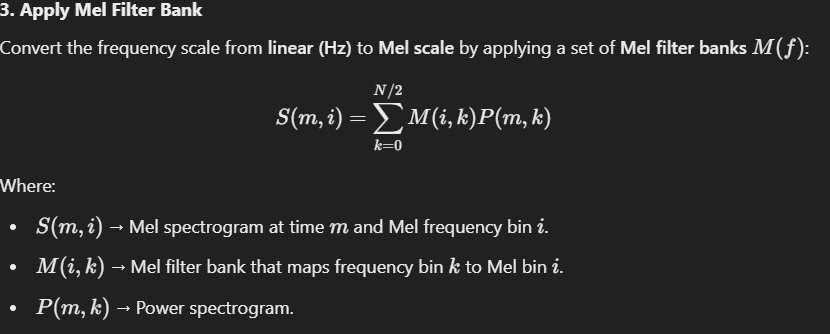 3. Apply Mel Filter Bank
Convert the frequency scale from linear (Hz) to Mel scale by applying a set of Mel filter banks M(f):
N/2
S(m, i) = ∑ M(i, k)P(m, k)
k=0
Where:
• S(m, i) → Mel spectrogram at time m and Mel frequency bin i.
• M(i, k) → Mel filter bank that maps frequency bin k to Mel bin i.
• P(m, k) → Power spectrogram.